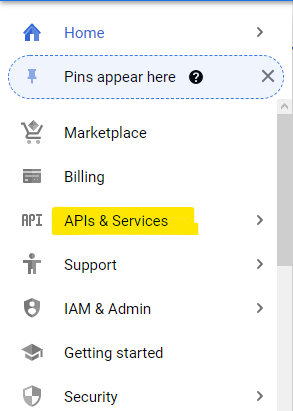 Home
Pins appear here ?
Marketplace
Billing
API APIs & Services
Support
IAM & Admin
Getting started
Security